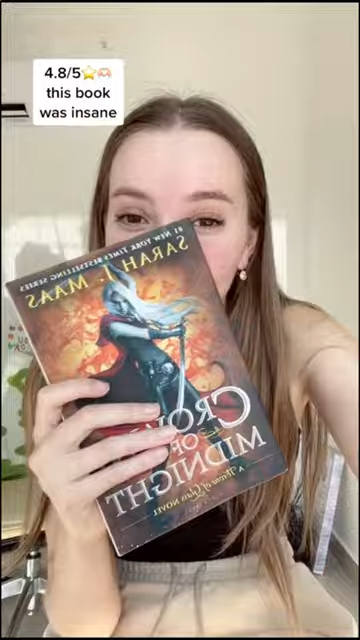 4.8/5⭐🫶🏻
this book
was insane
#1 NEW YORK TIMES BESTSELLING SERIES
SARAH J. MAAS
CROW
OF
MIDNIGHT
A Throne of Glass NOVEL